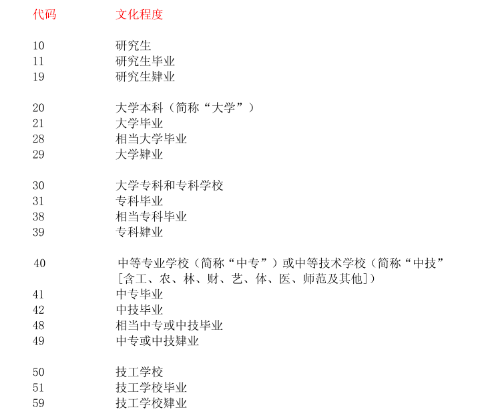 代码 文化程度
10 研究生
11 研究生毕业
19 研究生肄业
20 大学本科（简称“大学”）
21 大学毕业
28 相当大学毕业
29 大学肄业
30 大学专科和专科学校
31 专科毕业
38 相当专科毕业
39 专科肄业
40 中等专业学校（简称“中专”）或中等技术学校（简称“中技”
[含工、农、林、财、艺、体、医、师范及其他]）
41 中专毕业
42 中技毕业
48 相当中专或中技毕业
49 中专或中技肄业
50 技工学校
51 技工学校毕业
59 技工学校肄业